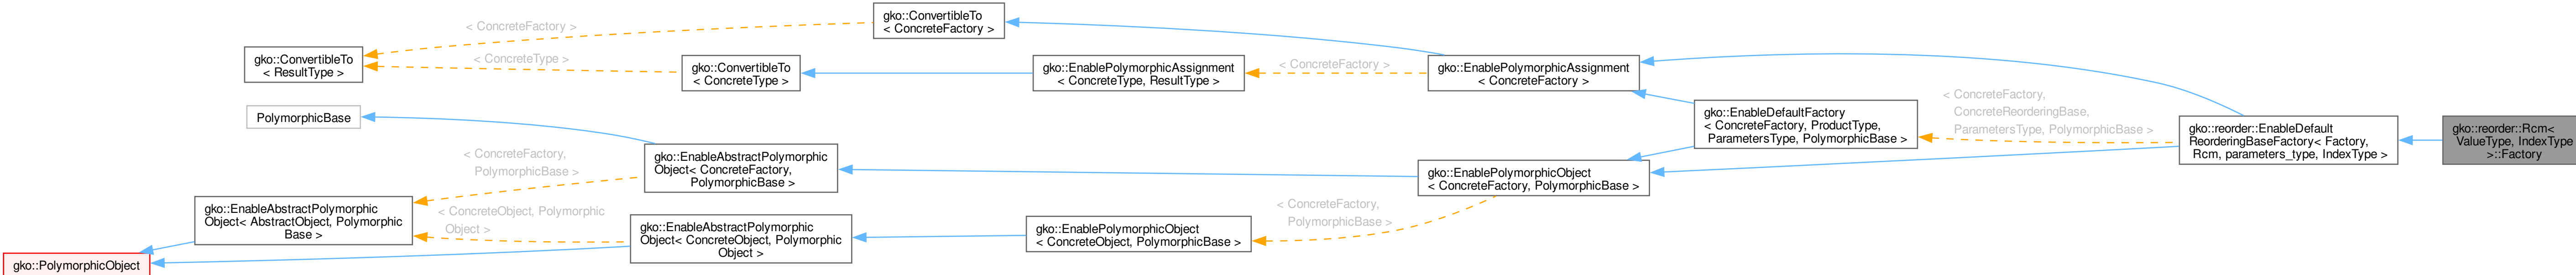 gko::ConvertibleTo
< ConcreteFactory >
< ConcreteFactory >
gko::ConvertibleTo
< ResultType >
< ConcreteType >
gko::ConvertibleTo
< ConcreteType >
gko::EnablePolymorphicAssignment
< ConcreteType, ResultType >
< ConcreteFactory >
gko::EnablePolymorphicAssignment
< ConcreteFactory >
PolymorphicBase
gko::EnableDefaultFactory
< ConcreteFactory, ProductType,
ParametersType, PolymorphicBase >
< ConcreteFactory,
ConcreteReorderingBase,
ParametersType, PolymorphicBase >
gko::reorder::EnableDefault
ReorderingBaseFactory< Factory,
Rcm, parameters_type, IndexType >
gko::reorder::Rcm<
ValueType, IndexType
>::Factory
< ConcreteFactory,
PolymorphicBase >
gko::EnableAbstractPolymorphic
Object< ConcreteFactory,
PolymorphicBase >
gko::EnablePolymorphicObject
< ConcreteFactory, PolymorphicBase >
gko::EnableAbstractPolymorphic
Object< AbstractObject, Polymorphic
Base >
< ConcreteObject, Polymorphic
Object >
gko::EnableAbstractPolymorphic
Object< ConcreteObject, Polymorphic
Object >
gko::EnablePolymorphicObject
< ConcreteObject, PolymorphicBase >
< ConcreteFactory,
PolymorphicBase >
gko::PolymorphicObject